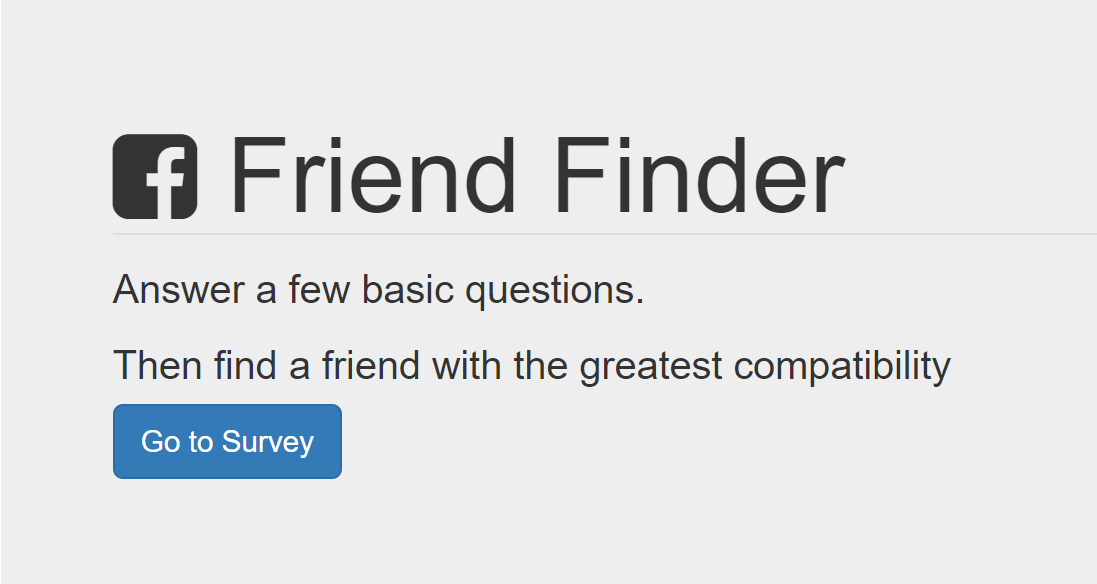 Friend Finder
Answer a few basic questions.
Then find a friend with the greatest compatibility
Go to Survey